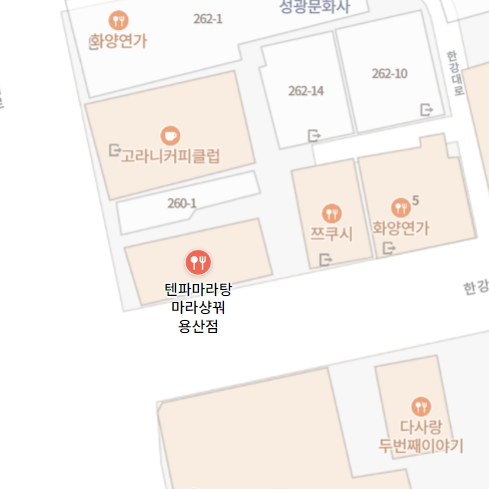 262-1
성광문화사
화양연가
262-14
262-10
한강대로
고라니커피클럽
260-1
쯔쿠시
5
화양연가
텐파마라탕
마라샹궈
용산점
한강
다사랑
두번째이야기